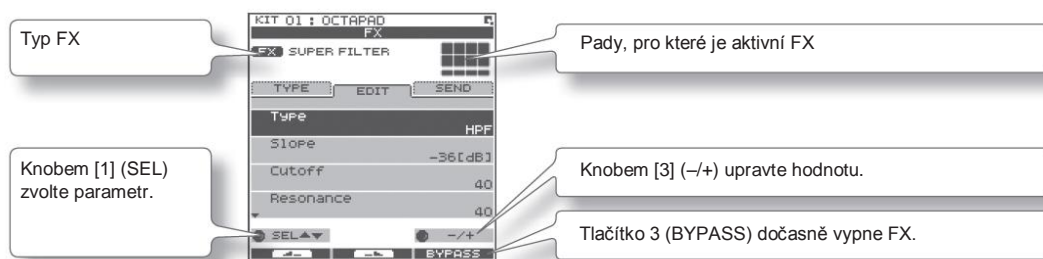 Typ FX
KIT 01 : OCTAPAD
FX
FX SUPER FILTER
Pady, pro které je aktivní FX
TYPE EDIT SEND
Type
HPF
Slope
-36[dB]
Cutoff
40
Resonance
40
Knobem [1] (SEL)
zvolte parametr.
Knobem [3] (–/+) upravte hodnotu.
SEL▲▼ -/+
BYPASS
Tlačítko 3 (BYPASS) dočasně vypne FX.